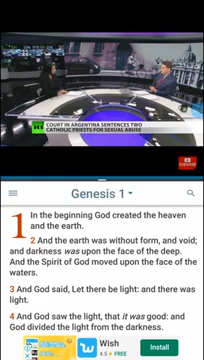 RT
COURT IN ARGENTINA SENTENCES TWO
CATHOLIC PRIESTS FOR SEXUAL ABUSE
SUBSCRIBE
Genesis 1
1 In the beginning God created the heaven
and the earth.
2 And the earth was without form, and void;
and darkness was upon the face of the deep.
And the Spirit of God moved upon the face of the
waters.
3 And God said, Let there be light: and there was
light.
4 And God saw the light, that it was good: and
God divided the light from the darkness.
Wish
4.5 ★ FREE
Install